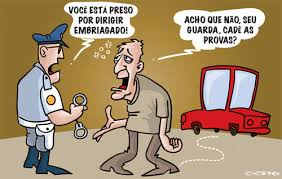 VOCÊ ESTÁ PRESO
POR DIRIGIR
EMBRIAGADO!
ACHO QUE NÃO, SEU
GUARDA, CADÊ AS
PROVAS?